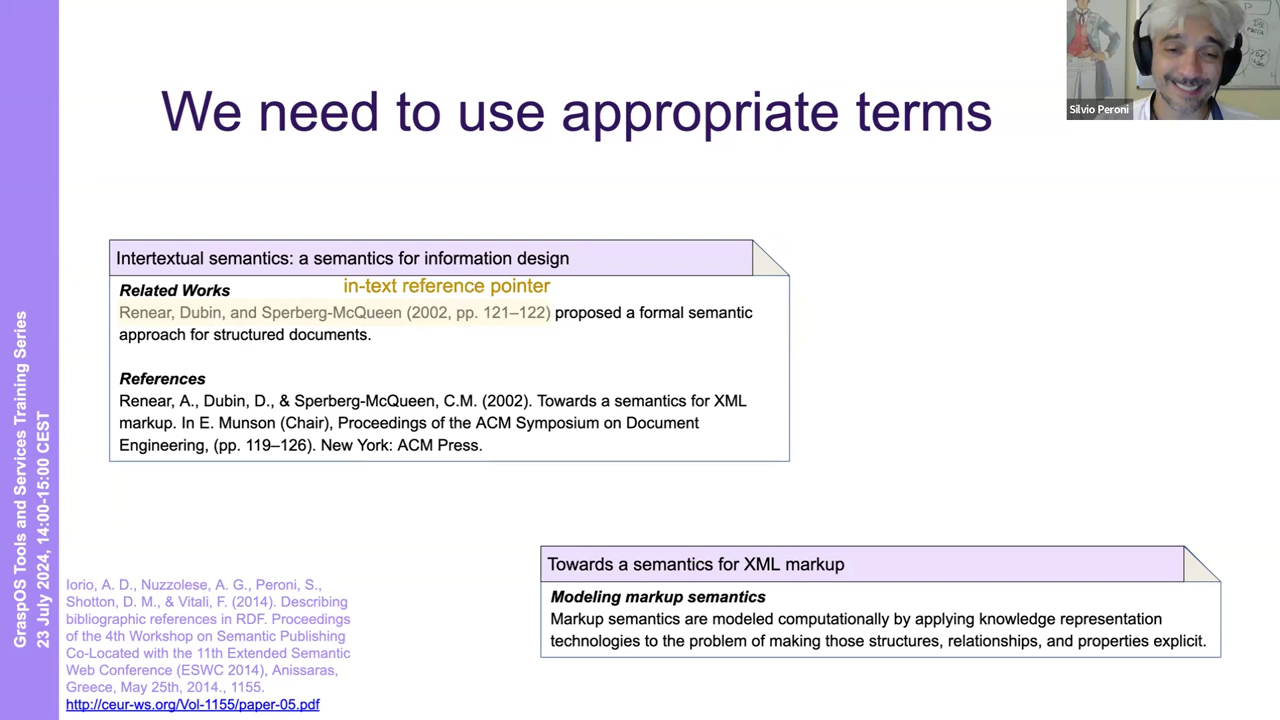 We need to use appropriate terms
Silvio Peroni
Intertextual semantics: a semantics for information design
Related Works
in-text reference pointer
Renear, Dubin, and Sperberg-McQueen (2002, pp. 121–122) proposed a formal semantic
approach for structured documents.
References
Renear, A., Dubin, D., & Sperberg-McQueen, C.M. (2002). Towards a semantics for XML
markup. In E. Munson (Chair), Proceedings of the ACM Symposium on Document
Engineering, (pp. 119–126). New York: ACM Press.
Towards a semantics for XML markup
Modeling markup semantics
Markup semantics are modeled computationally by applying knowledge representation
technologies to the problem of making those structures, relationships, and properties explicit.
Iorio, A. D., Nuzzolese, A. G., Peroni, S.,
Shotton, D. M., & Vitali, F. (2014). Describing
bibliographic references in RDF. Proceedings
of the 4th Workshop on Semantic Publishing
Co-Located with the 11th Extended Semantic
Web Conference (ESWC 2014), Anissaras,
Greece, May 25th, 2014., 1155.
http://ceur-ws.org/Vol-1155/paper-05.pdf
GraspOS Tools and Services Training Series
23 July 2024, 14:00-15:00 CEST